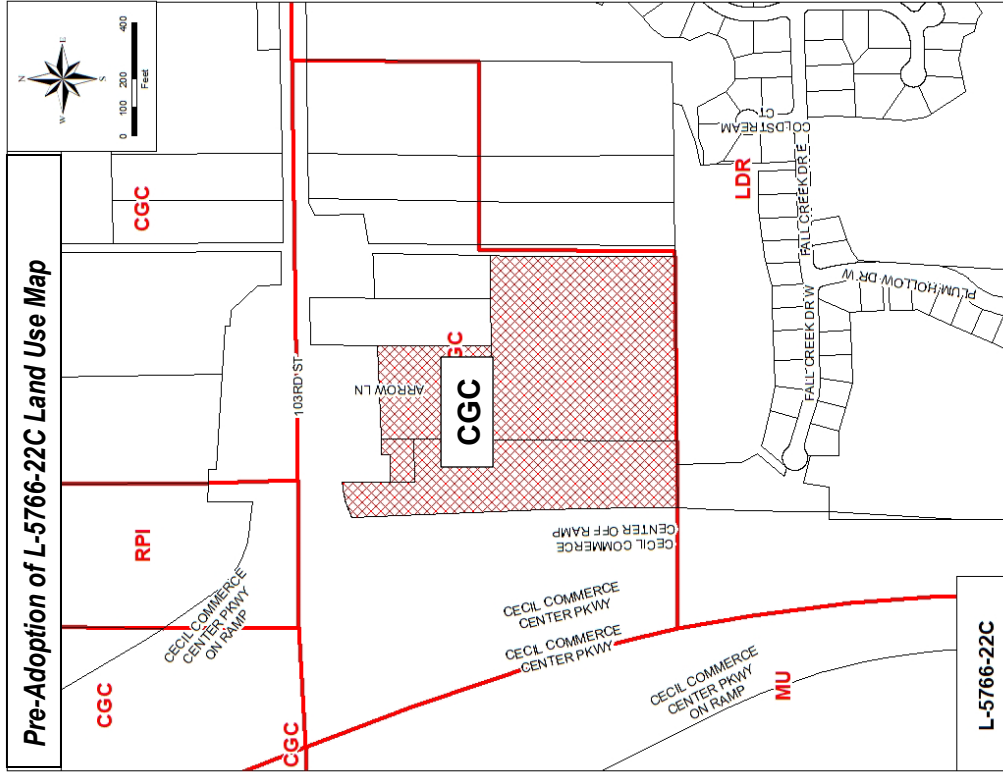 Pre-Adoption of L-5766-22C Land Use Map
N
W
E
S
0
100
200
400
Feet
CGC
RPI
CGC
CECIL COMMERCE
CENTER PKWY
ON RAMP
103RD ST
CGC
ARROW LN
GC
CGC
LDR
COLDSTREAM
CT
FALL CREEK DR E
FALL CREEK DR W
PLUM HOLLOW DR W
CECIL COMMERCE
CENTER OFF RAMP
CECIL COMMERCE
CENTER PKWY
CECIL COMMERCE
CENTER PKWY
CECIL COMMERCE
CENTER PKWY
ON RAMP
MU
L-5766-22C